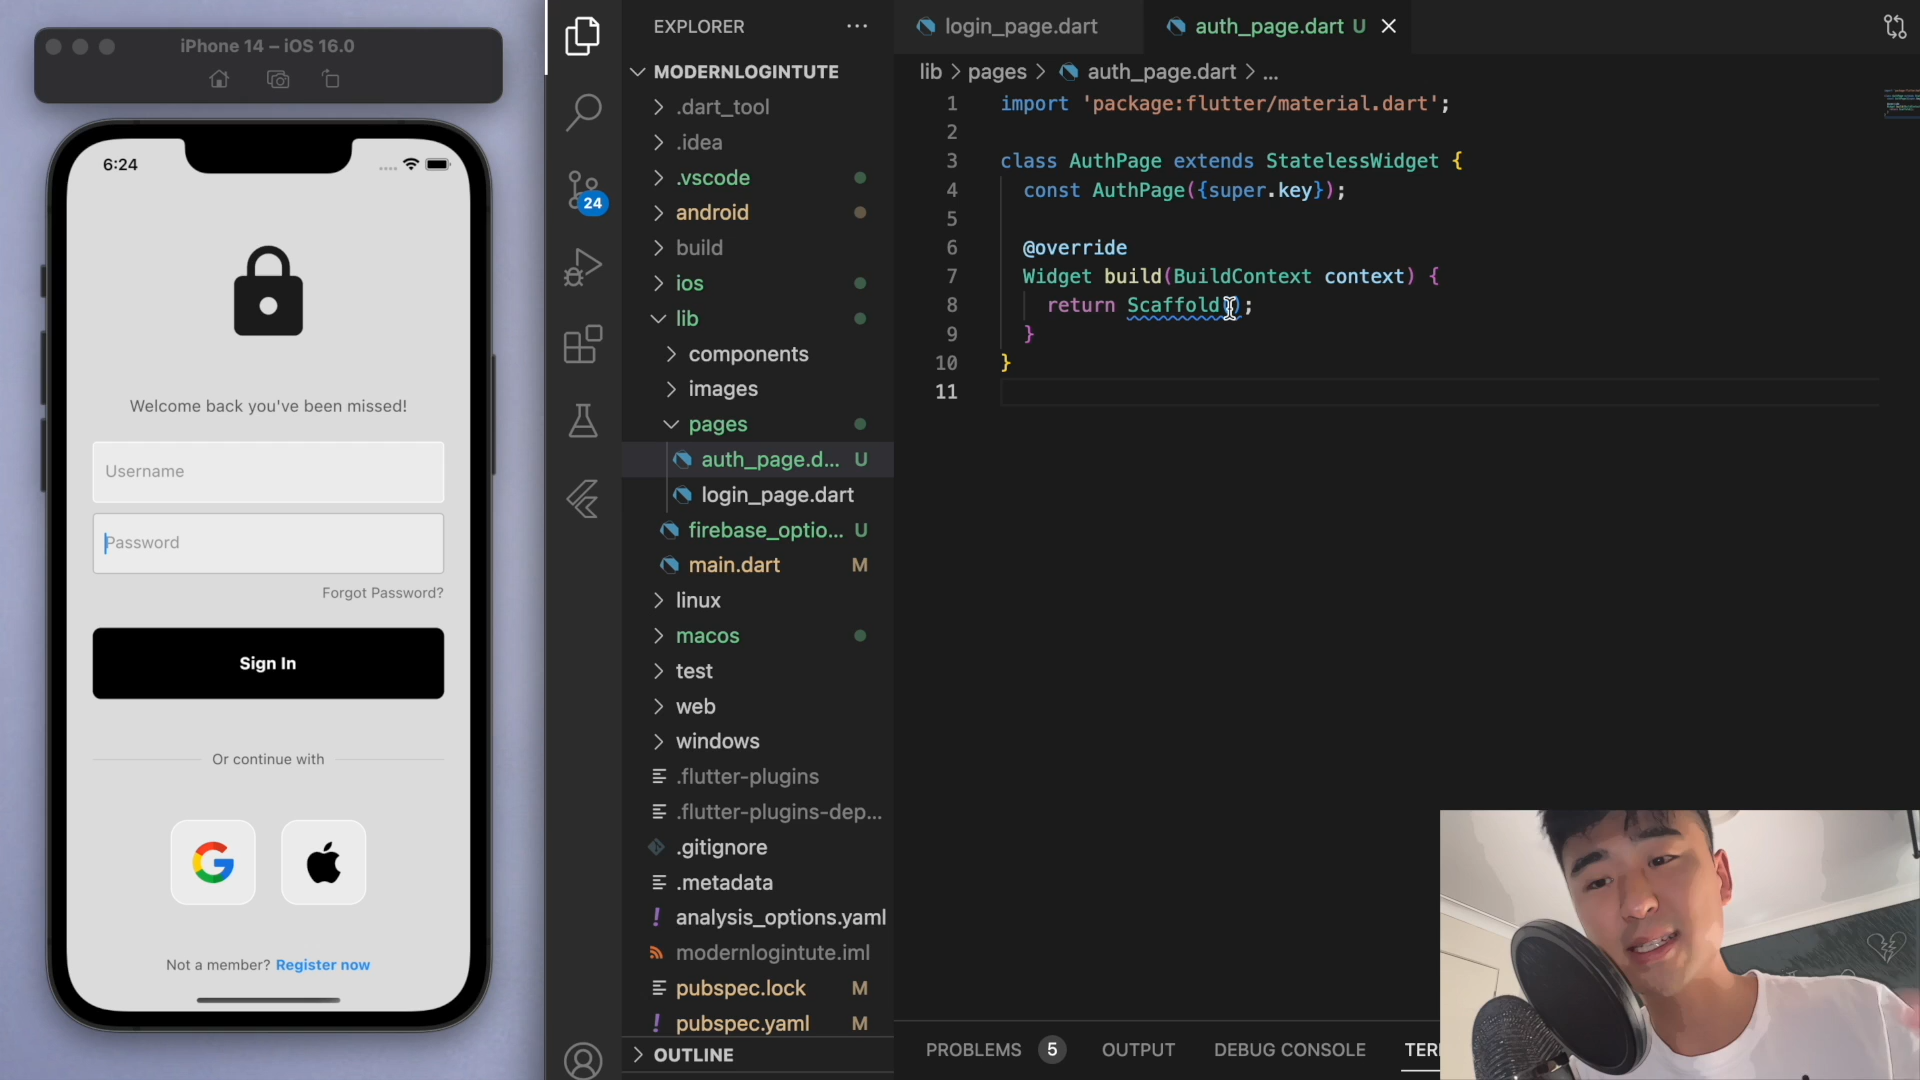 iPhone 14 – iOS 16.0
6:24
Welcome back you've been missed!
Username
Password
Forgot Password?
Sign In
Or continue with
Not a member? Register now
24
EXPLORER
MODERNLOGINTUTE
.dart_tool
.idea
.vscode
android
build
ios
lib
components
images
pages
auth_page.d... U
login_page.dart
firebase_optio... U
main.dart M
linux
macos
test
web
windows
.flutter-plugins
.flutter-plugins-dep...
.gitignore
.metadata
! analysis_options.yaml
modernlogintute.iml
pubspec.lock M
! pubspec.yaml M
OUTLINE
login_page.dart
auth_page.dart U
lib > pages > auth_page.dart > ...
1 import 'package:flutter/material.dart';
2
3 class AuthPage extends StatelessWidget {
4 const AuthPage({super.key});
5
6 @override
7 Widget build(BuildContext context) {
8 return Scaffold();
9 }
10 }
11
PROBLEMS 5 OUTPUT DEBUG CONSOLE TER